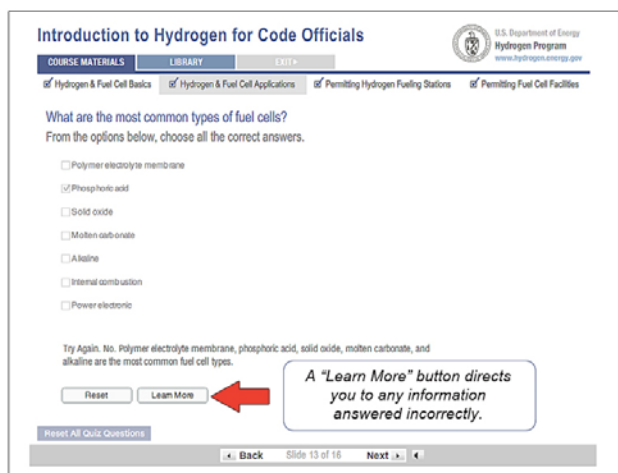 Introduction to Hydrogen for Code Officials
U.S. Department of Energy
Hydrogen Program
www.hydrogen.energy.gov
COURSE MATERIALS LIBRARY EXIT
Hydrogen & Fuel Cell Basics Hydrogen & Fuel Cell Applications Permitting Hydrogen Fueling Stations Permitting Fuel Cell Facilities
What are the most common types of fuel cells?
From the options below, choose all the correct answers.
Polymer electrolyte membrane
Phosphoric acid
Solid oxide
Molten carbonate
Alkaline
Internal combustion
Power electronic
Try Again. No. Polymer electrolyte membrane, phosphoric acid, solid oxide, molten carbonate, and
alkaline are the most common fuel cell types.
Reset Learn More
A "Learn More" button directs
you to any information
answered incorrectly.
Reset All Quiz Questions
Back Slide 13 of 16 Next